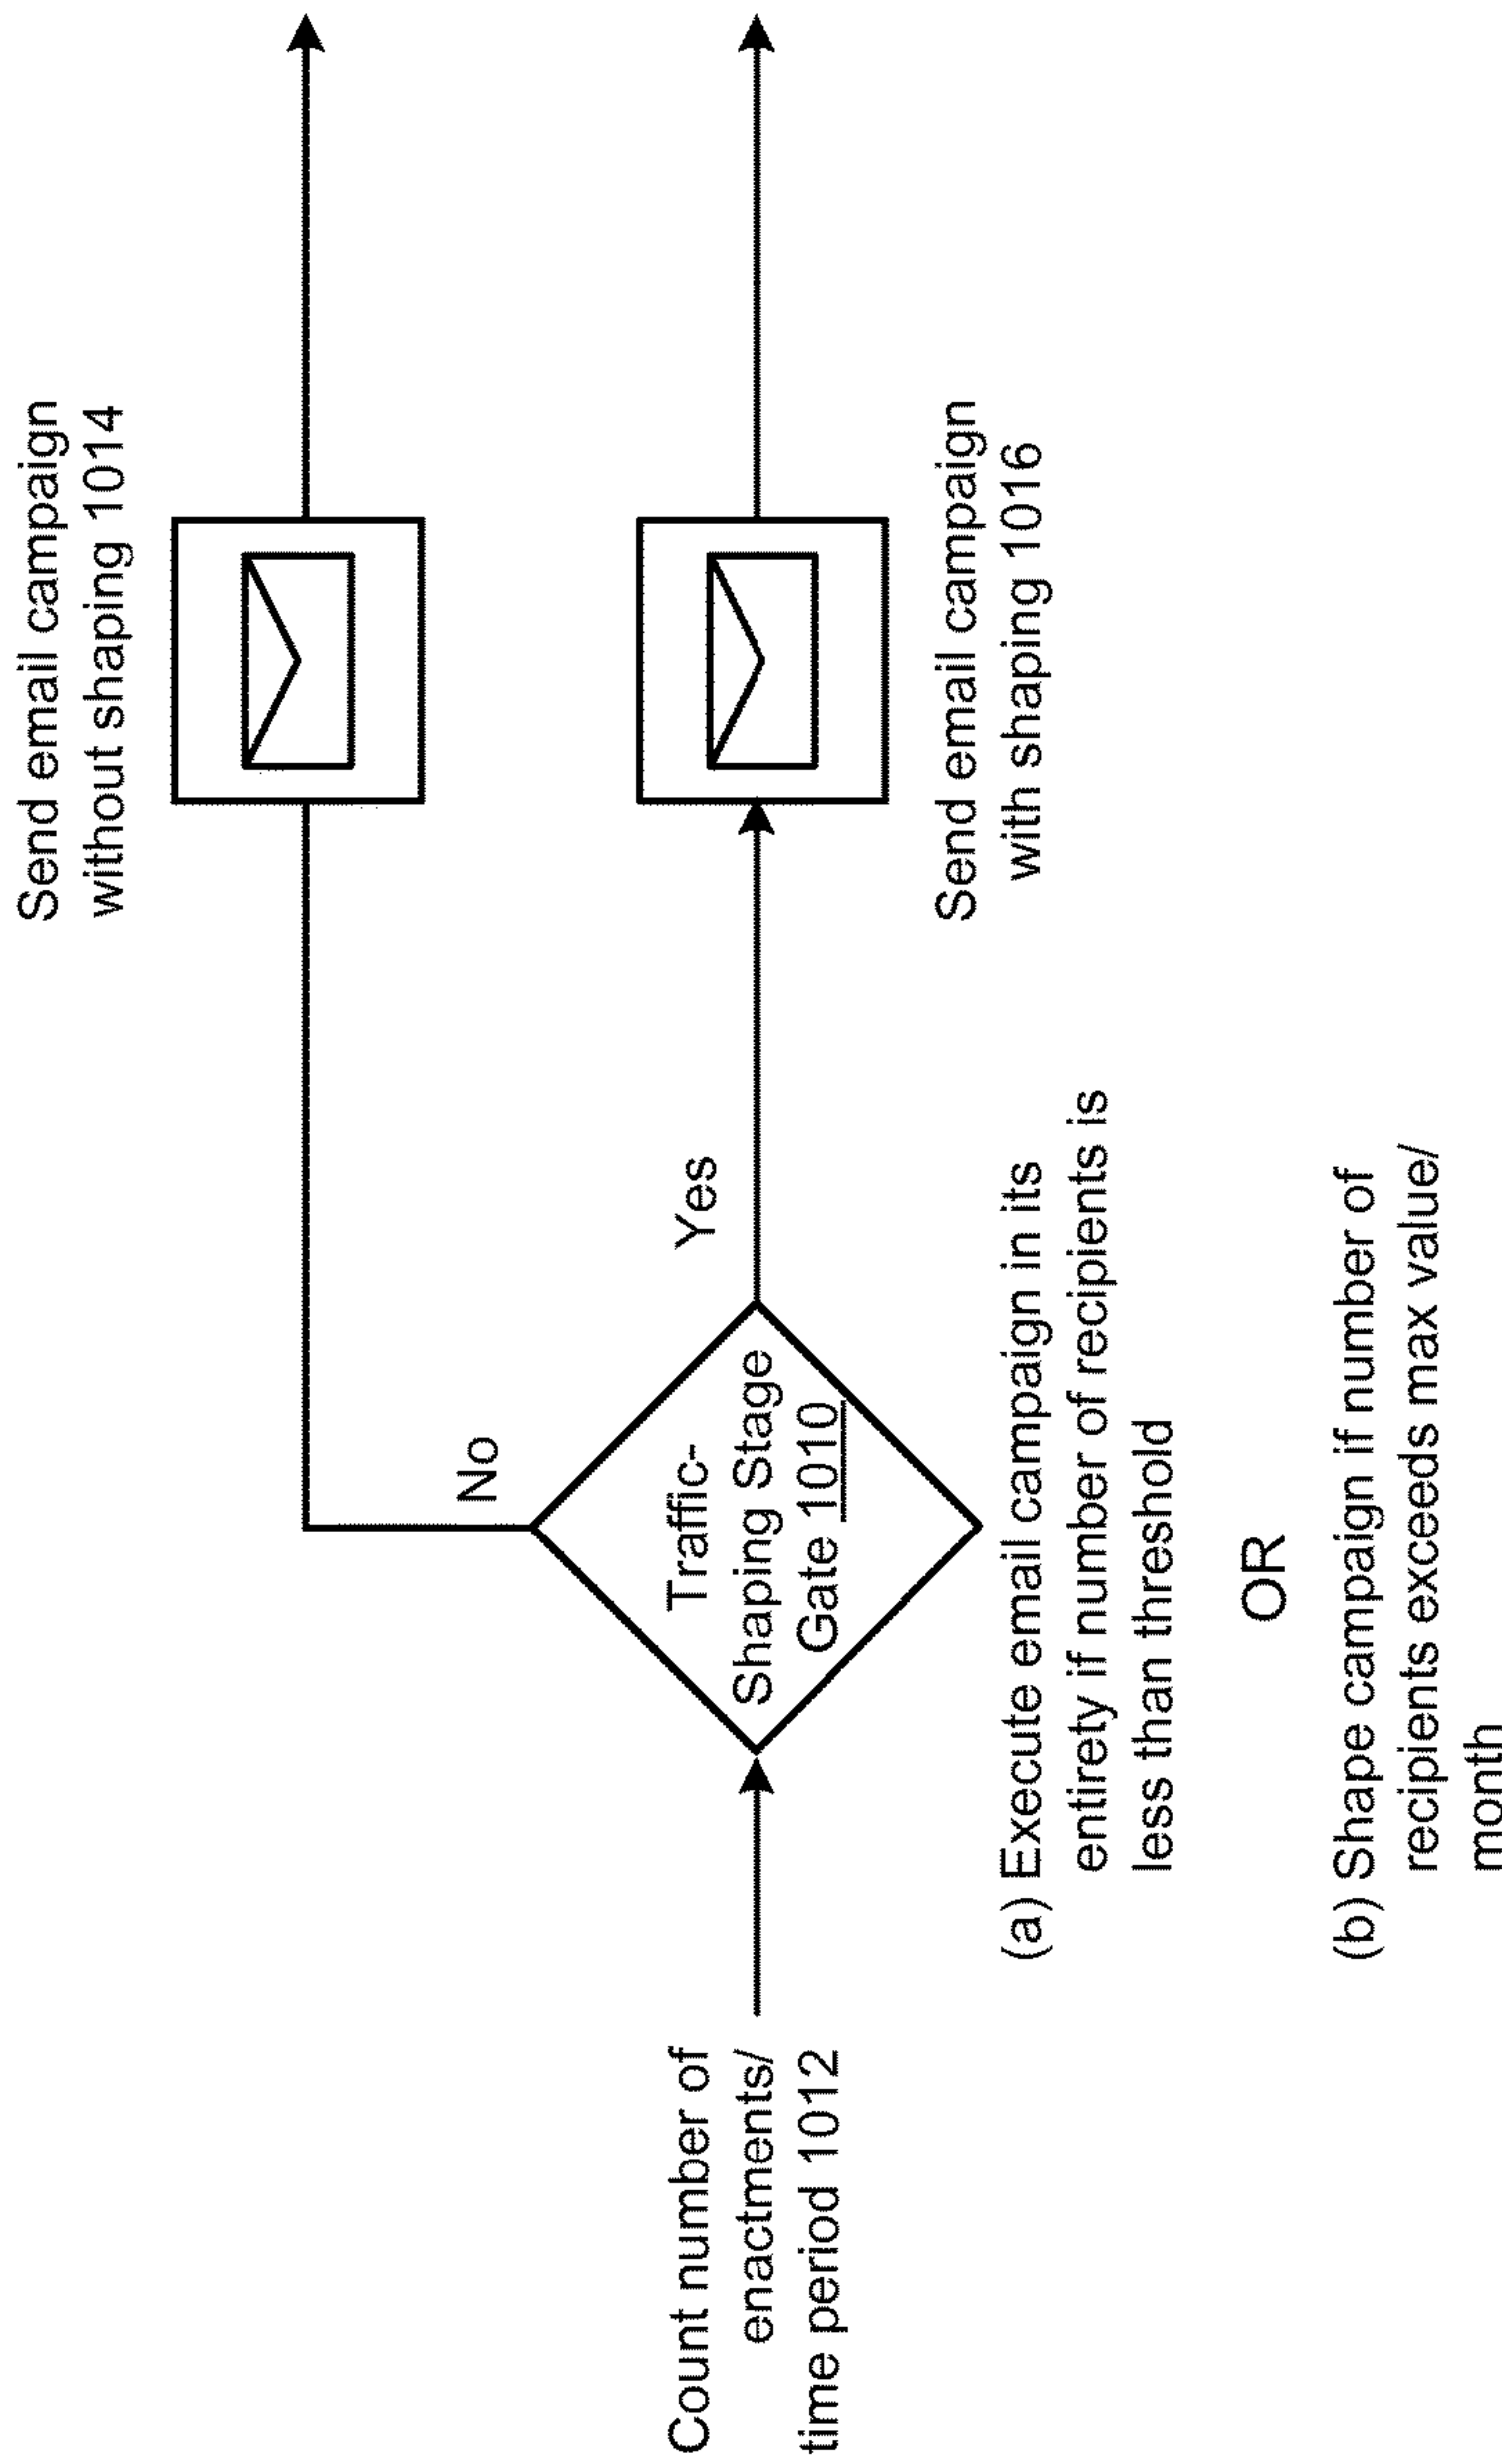 Count number of
enactments/
time period 1012
Traffic-
Shaping Stage
Gate 1010
No
Yes
Send email campaign
without shaping 1014
Send email campaign
with shaping 1016
(a) Execute email campaign in its
entirety if number of recipients is
less than threshold
OR
(b) Shape campaign if number of
recipients exceeds max value/
month